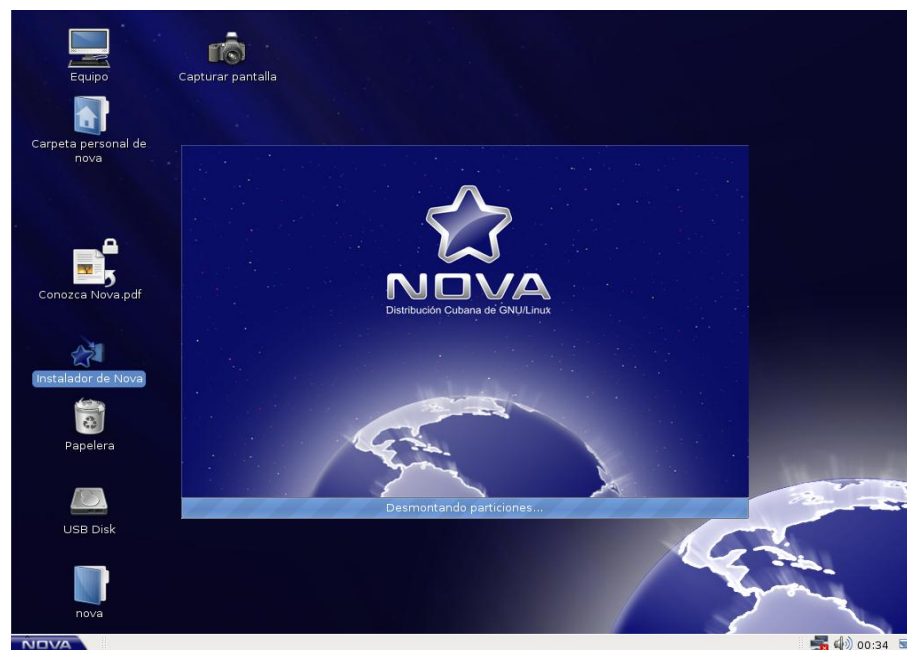 Equipo
Capturar pantalla
Carpeta personal de
nova
Conozca Nova.pdf
Instalador de Nova
Papelera
USB Disk
nova
NOVA
Distribución Cubana de GNU/Linux
Desmontando particiones...
NOVA
00:34